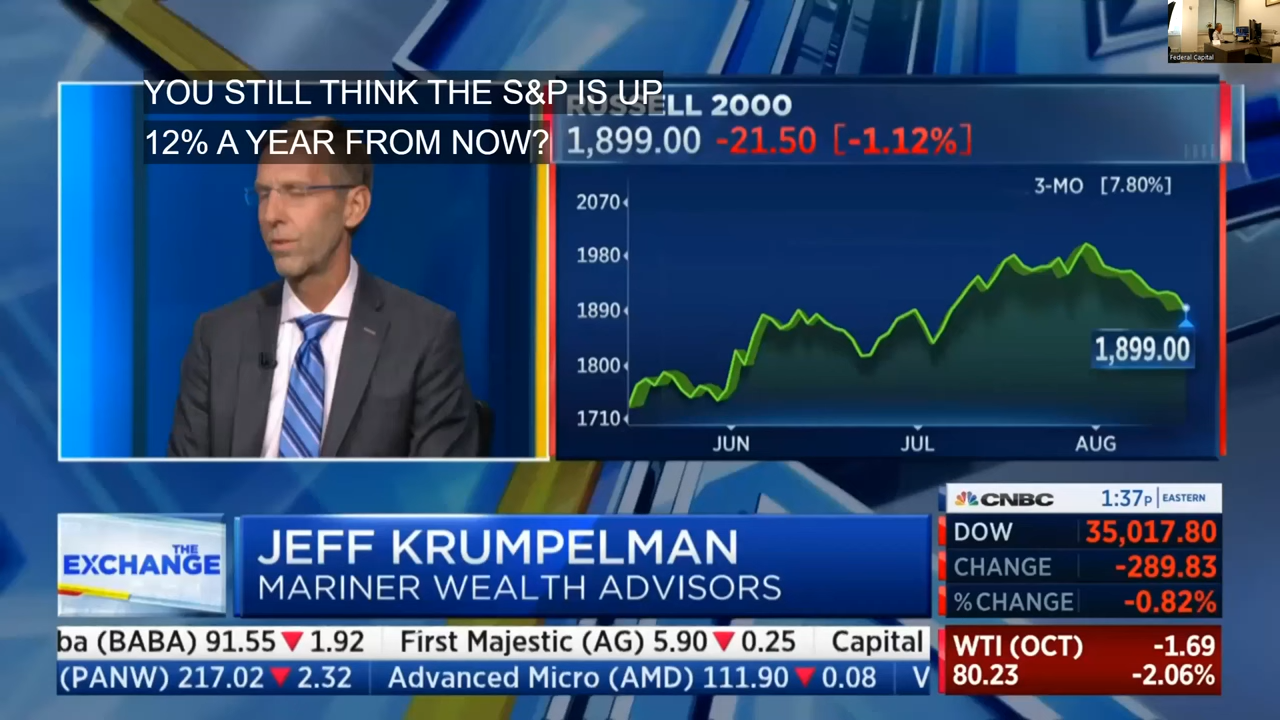 Federal Capital
YOU STILL THINK THE S&P IS UP
12% A YEAR FROM NOW?
RUSSELL 2000
1,899.00 -21.50 [-1.12%]
3-MO [7.80%]
2070
1980
1890
1800
1710
1,899.00
JUN JUL AUG
THE
EXCHANGE
JEFF KRUMPELMAN
MARINER WEALTH ADVISORS
CNBC 1:37P EASTERN
DOW 35,017.80
CHANGE -289.83
% CHANGE -0.82%
WTI (OCT) -1.69
80.23 -2.06%
ba (BABA) 91.55▼1.92 First Majestic (AG) 5.90▼0.25 Capital
(PANW) 217.02▼2.32 Advanced Micro (AMD) 111.90▼0.08 V